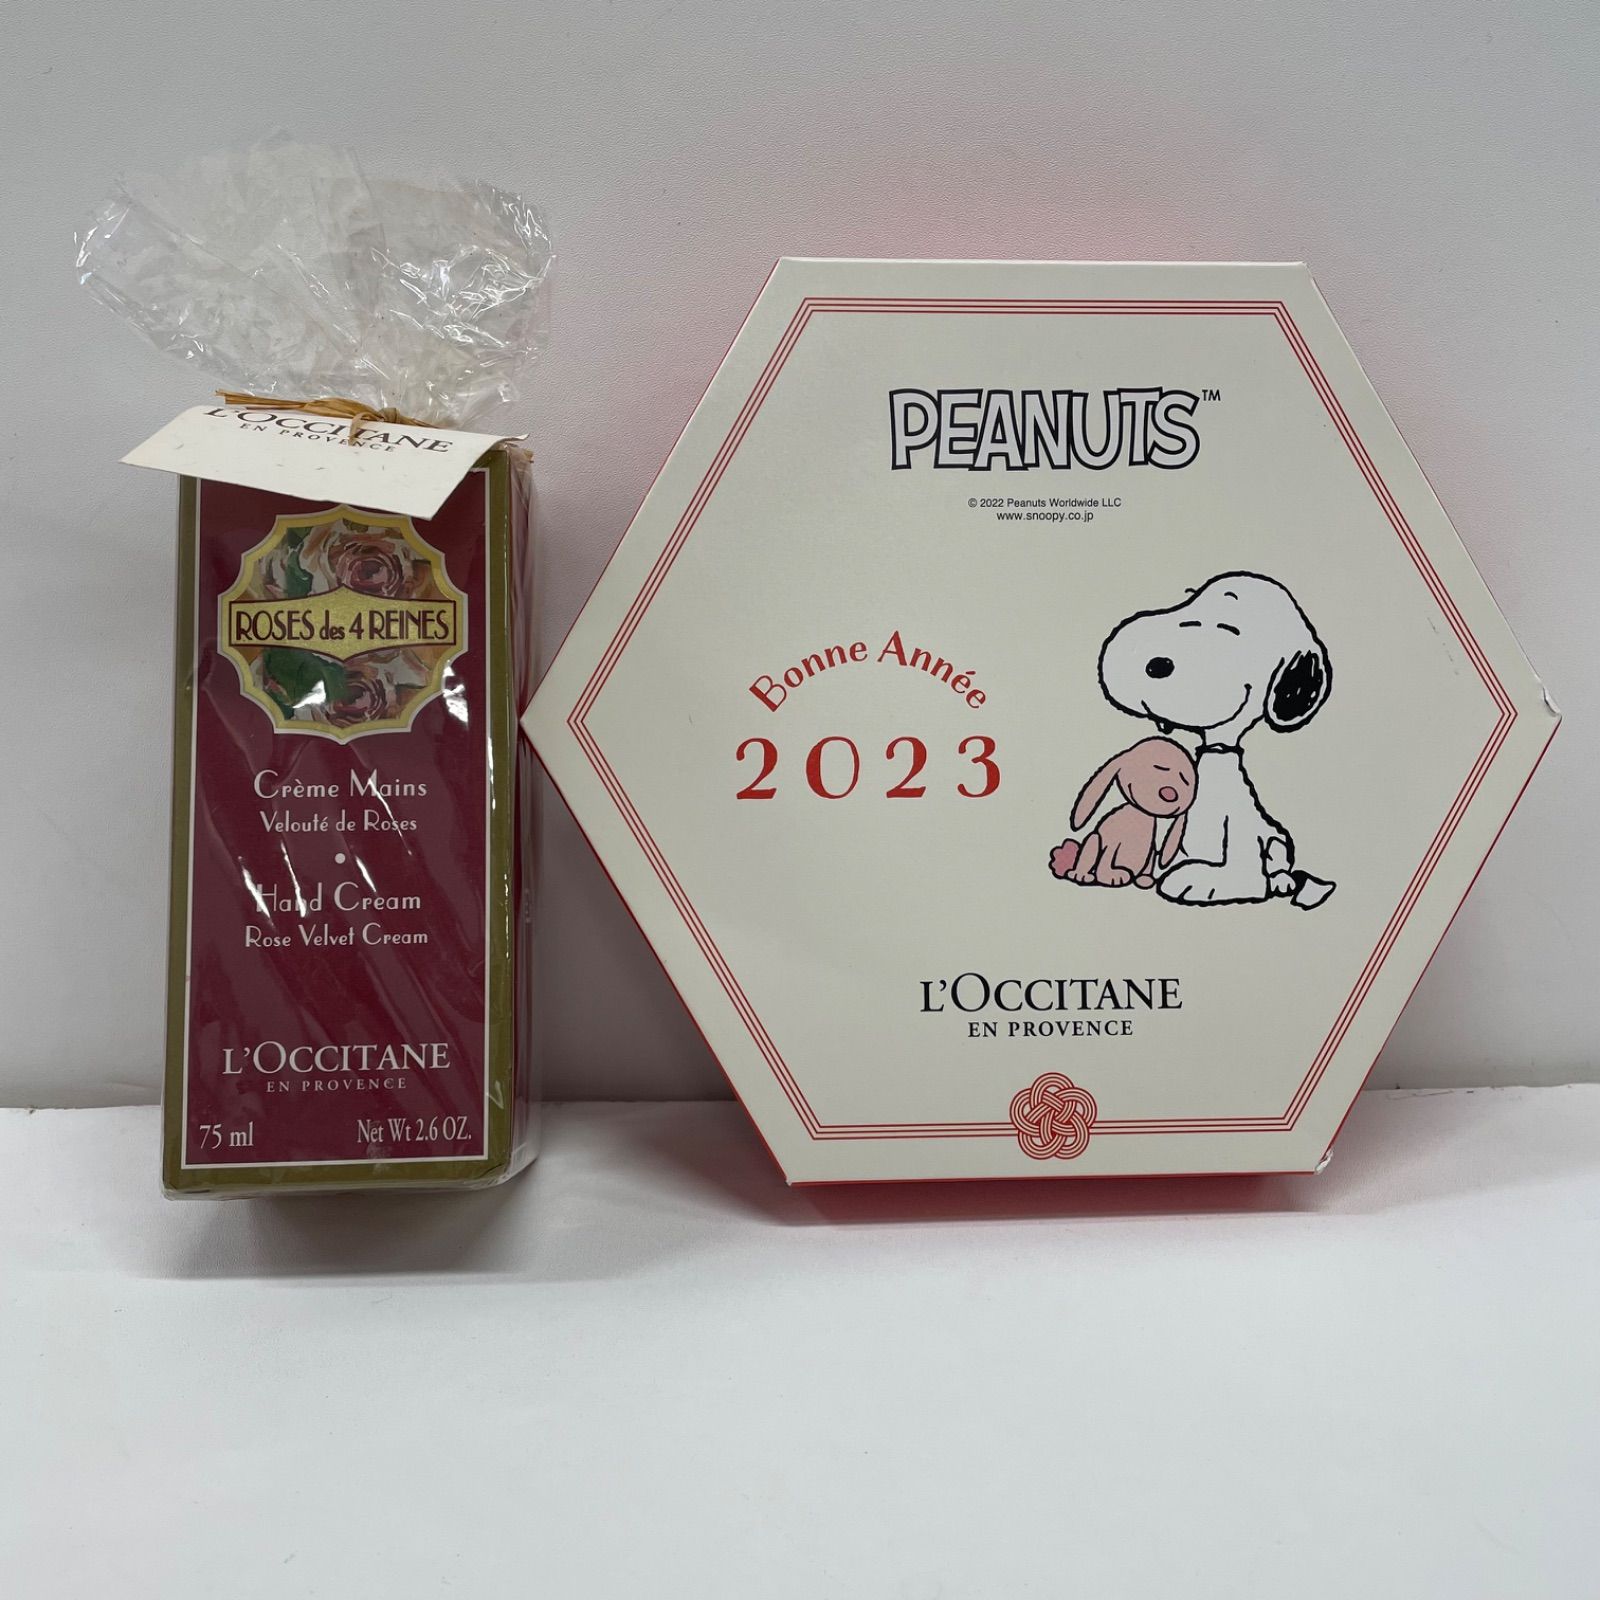 L'OCCITANE
EN PROVENCE
ROSES des 4 REINES
Crème Mains
Velouté de Roses
•
Hand Cream
Rose Velvet Cream
L'OCCITANE
EN PROVENCE
75 ml
Net Wt 2.6 OZ.
PEANUTS™
© 2022 Peanuts Worldwide LLC
www.snoopy.co.jp
Bonne Année
2023
L'OCCITANE
EN PROVENCE